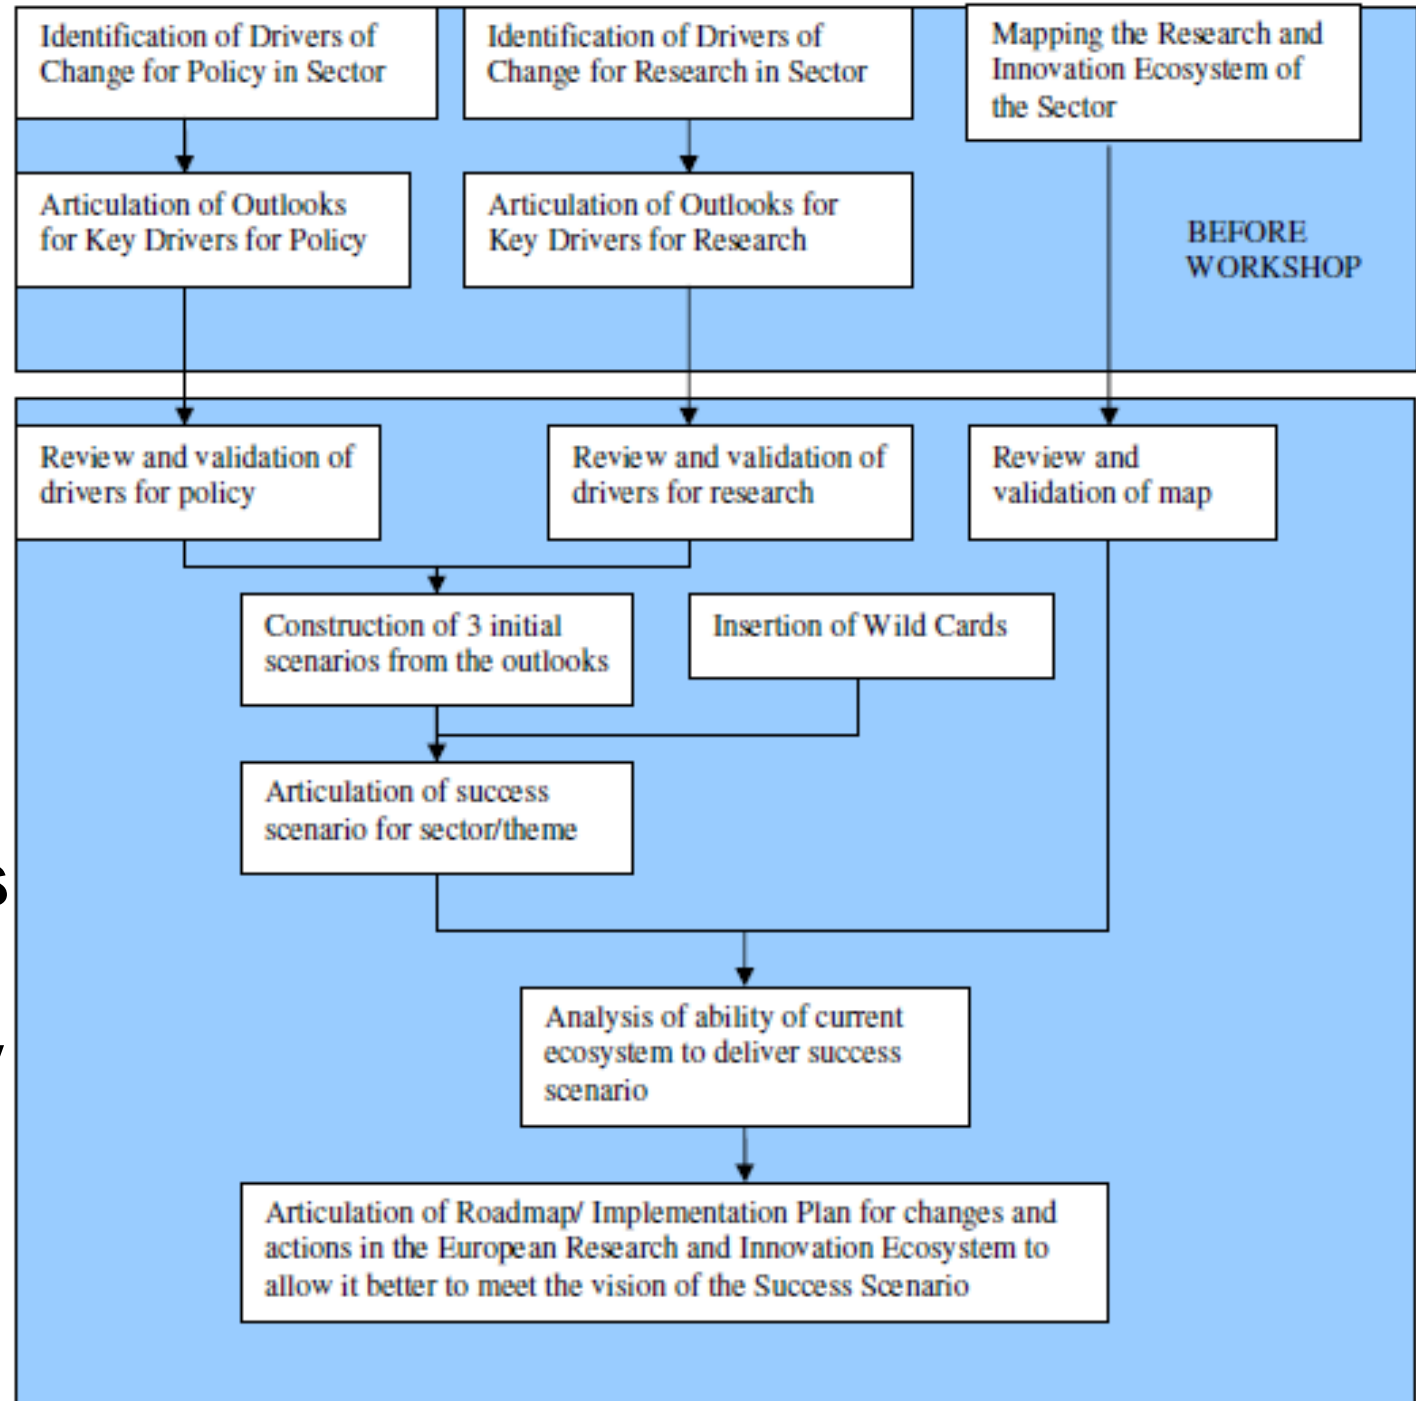 Identification of Drivers of
Change for Policy in Sector
Identification of Drivers of
Change for Research in Sector
Mapping the Research and
Innovation Ecosystem of
the Sector
Articulation of Outlooks
for Key Drivers for Policy
Articulation of Outlooks for
Key Drivers for Research
BEFORE
WORKSHOP
Review and validation of
drivers for policy
Review and validation of
drivers for research
Review and
validation of map
Construction of 3 initial
scenarios from the outlooks
Insertion of Wild Cards
Articulation of success
scenario for sector/theme
s
Analysis of ability of current
ecosystem to deliver success
scenario
Articulation of Roadmap/ Implementation Plan for changes and
actions in the European Research and Innovation Ecosystem to
allow it better to meet the vision of the Success Scenario